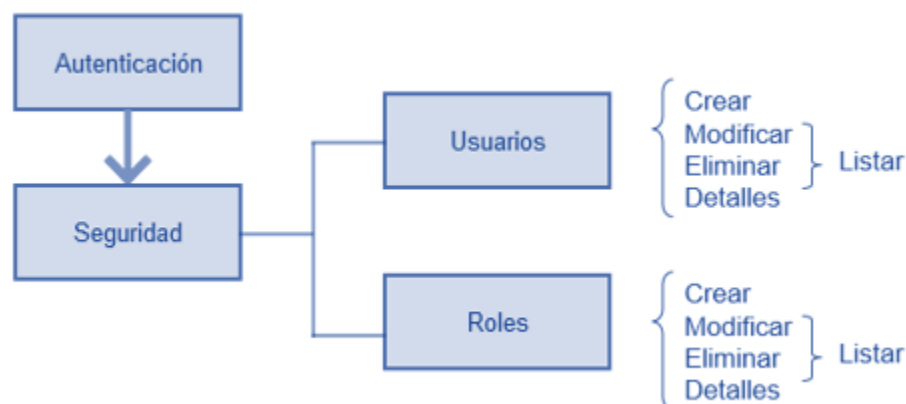 Autenticación
Seguridad
Usuarios
Crear
Modificar
Eliminar
Detalles
Listar
Roles
Crear
Modificar
Eliminar
Detalles
Listar